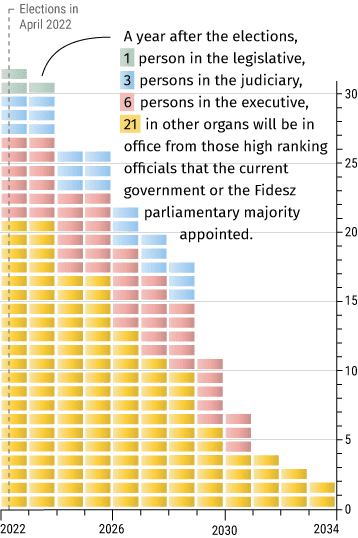 Elections in
April 2022
A year after the elections,
1 person in the legislative,
3 persons in the judiciary,
6 persons in the executive,
21 in other organs will be in
office from those high ranking
officials that the current
government or the Fidesz
parliamentary majority
appointed.
30
25
20
15
10
5
0
2022 2026 2030 2034